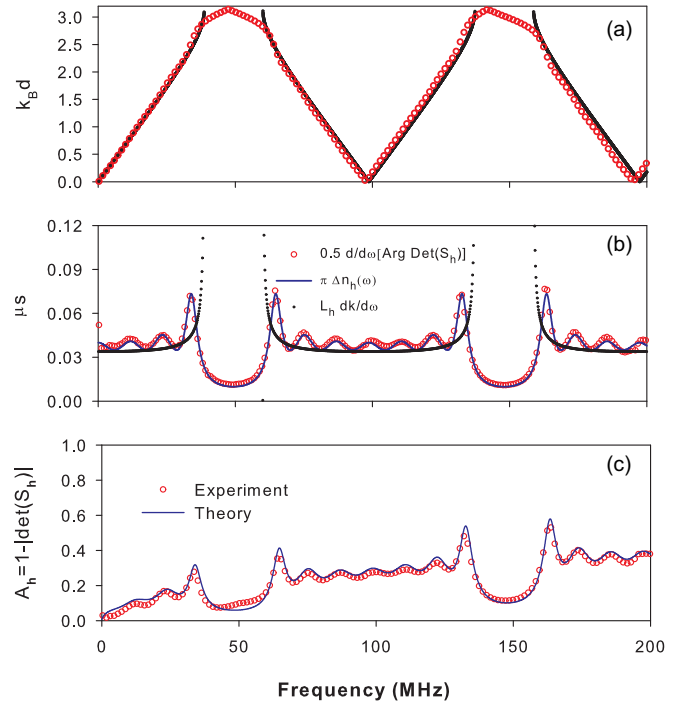 (a)
k_B d
3.0
2.5
2.0
1.5
1.0
0.5
0.0
(b)
μs
0.12
0.09
0.06
0.03
0.00
0.5 d/dω[Arg Det(S_h)]
π Δn_h(ω)
L_h dk/dω
(c)
A_h=1-|det(S_h)|
1.0
0.8
0.6
0.4
0.2
0.0
Experiment
Theory
0 50 100 150 200
Frequency (MHz)